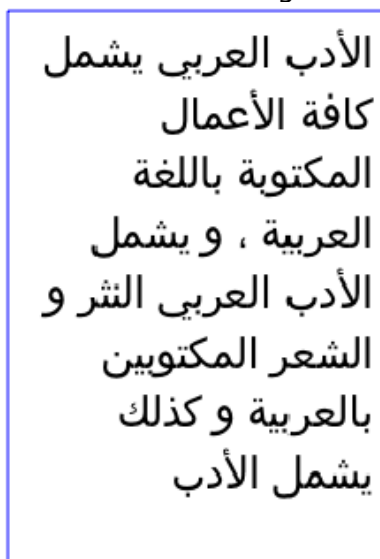 الأدب العربي يشمل
كافة الأعمال
المكتوبة باللغة
العربية ، و يشمل
الأدب العربي النثر و
الشعر المكتوبين
بالعربية و كذلك
يشمل الأدب